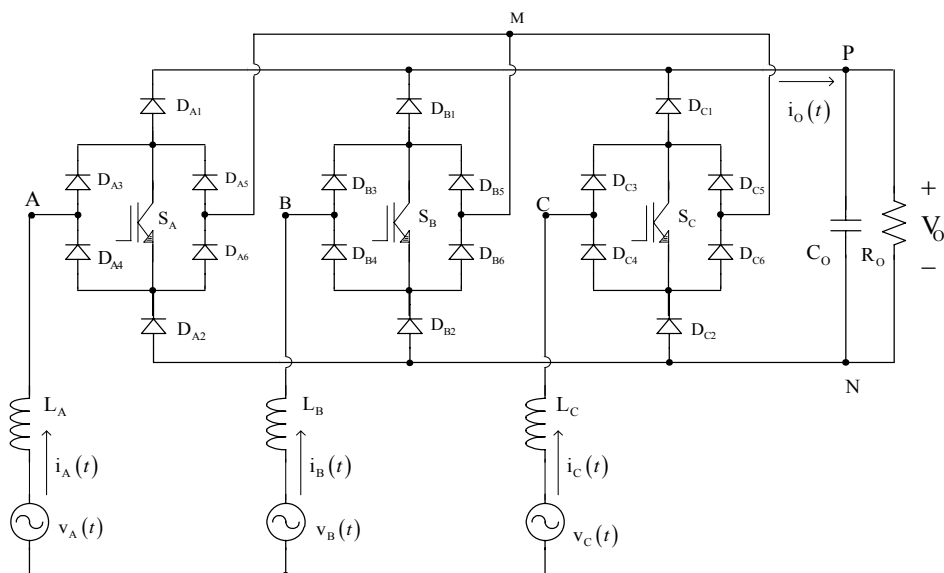 M
P
D_A1 D_B1 D_C1 i_O(t)
D_A3 D_A5 D_B3 D_B5 D_C3 D_C5
A S_A B S_B C S_C + V_O −
D_A4 D_A6 D_B4 D_B6 D_C4 D_C6 C_O R_O
D_A2 D_B2 D_C2
N
L_A L_B L_C
i_A(t) i_B(t) i_C(t)
v_A(t) v_B(t) v_C(t)